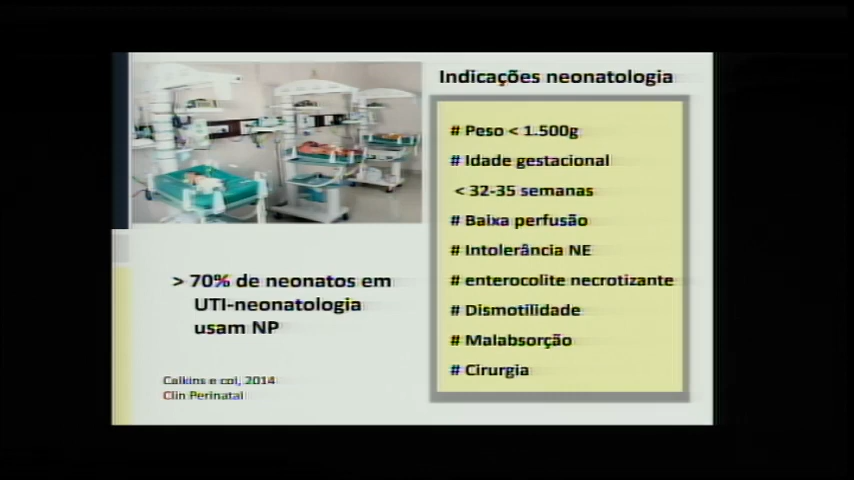 Indicações neonatologia
# Peso < 1.500g
# Idade gestacional
< 32-35 semanas
# Baixa perfusão
# Intolerância NE
# enterocolite necrotizante
# Dismotilidade
# Malabsorção
# Cirurgia
> 70% de neonatos em
UTI-neonatologia
usam NP
Calkins e col, 2014
Clin Perinatal